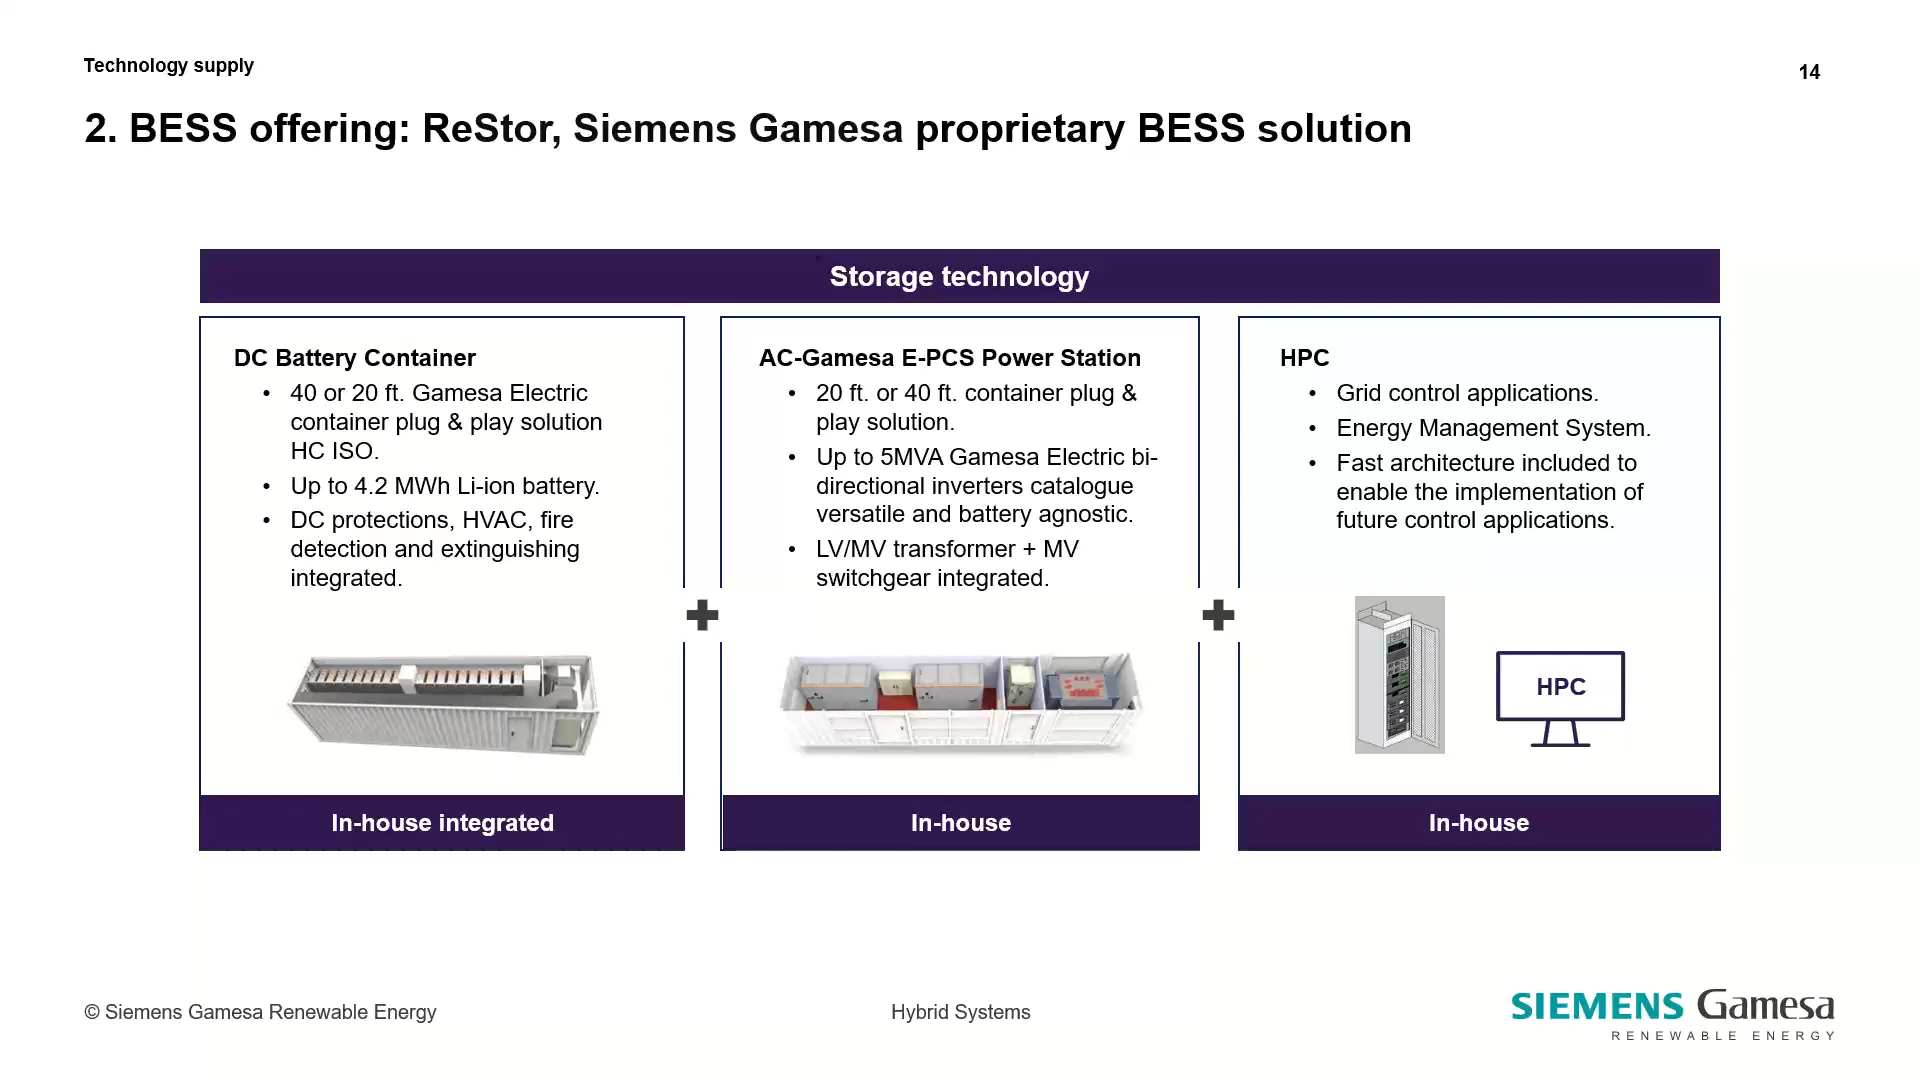 Technology supply
14
2. BESS offering: ReStor, Siemens Gamesa proprietary BESS solution
Storage technology
DC Battery Container
• 40 or 20 ft. Gamesa Electric
container plug & play solution
HC ISO.
• Up to 4.2 MWh Li-ion battery.
• DC protections, HVAC, fire
detection and extinguishing
integrated.
In-house integrated
AC-Gamesa E-PCS Power Station
• 20 ft. or 40 ft. container plug &
play solution.
• Up to 5MVA Gamesa Electric bi-
directional inverters catalogue
versatile and battery agnostic.
• LV/MV transformer + MV
switchgear integrated.
In-house
HPC
• Grid control applications.
• Energy Management System.
• Fast architecture included to
enable the implementation of
future control applications.
HPC
In-house
© Siemens Gamesa Renewable Energy
Hybrid Systems
SIEMENS Gamesa
RENEWABLE ENERGY